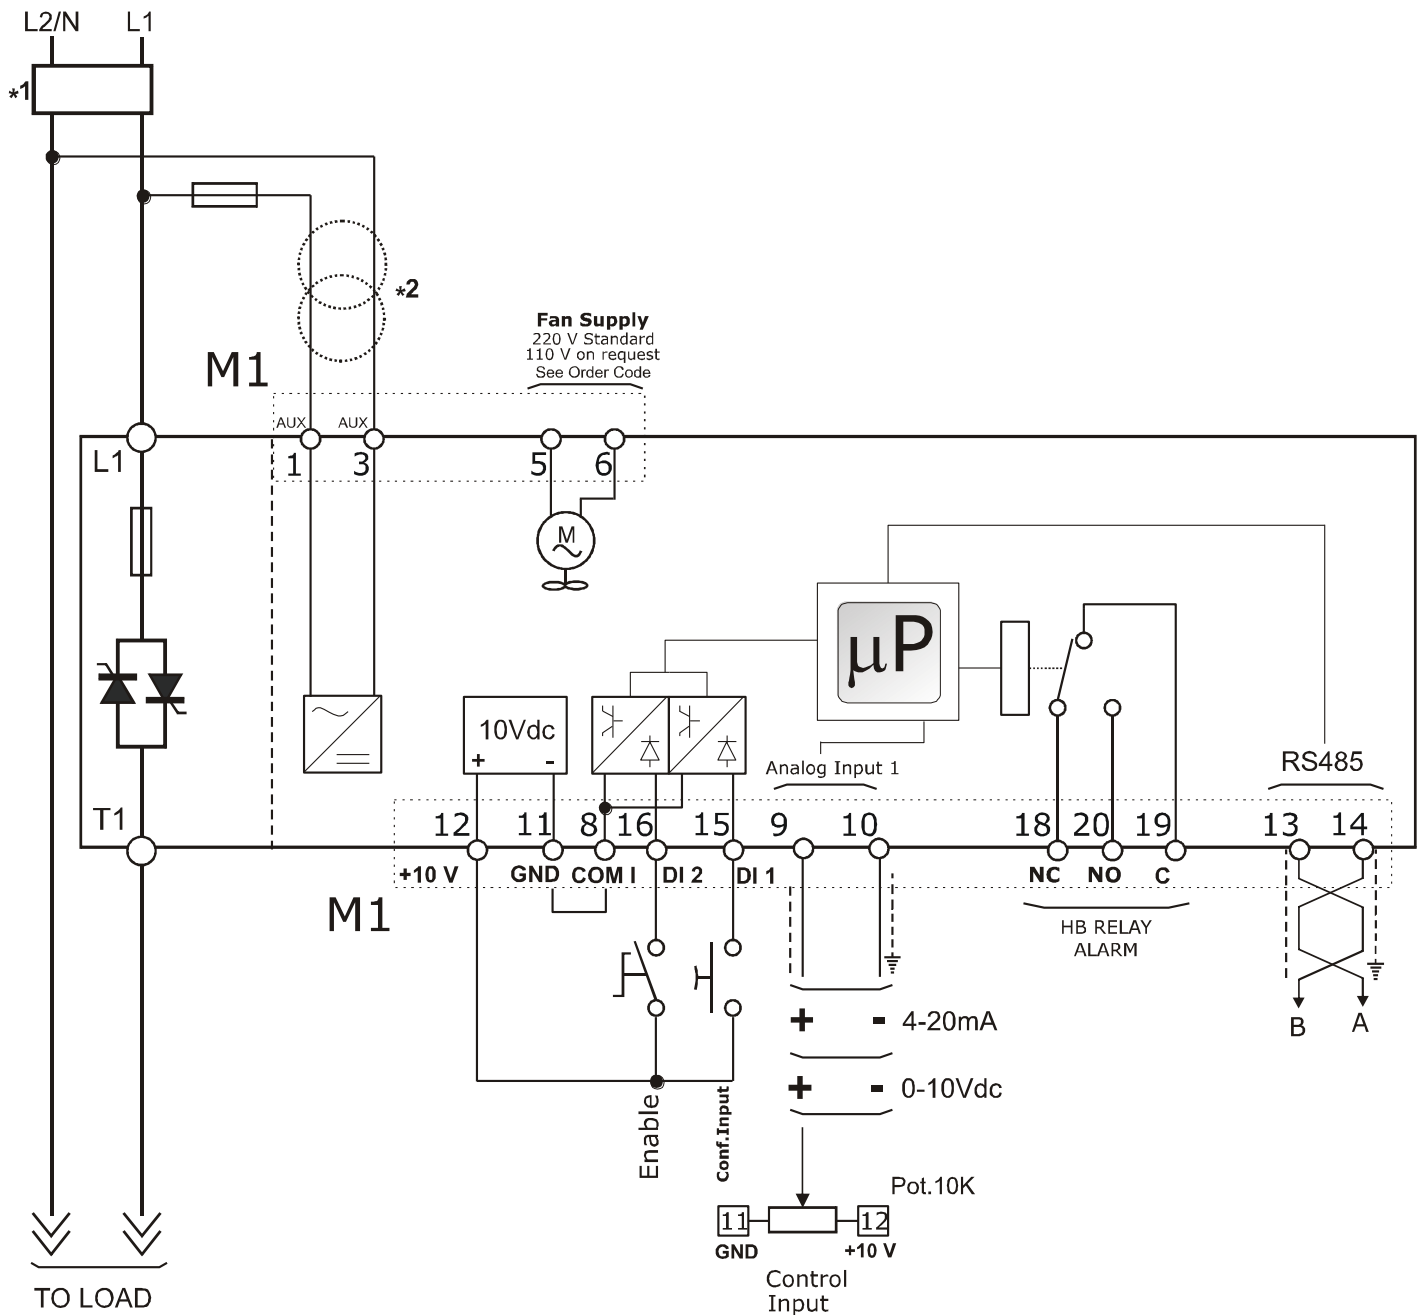 L2/N L1
*1
*2
Fan Supply
220 V Standard
110 V on request
See Order Code
M1
AUX AUX
L1 1 3 5 6
M
µP
10Vdc
+ -
Analog Input 1
RS485
T1
12 11 8 16 15 9 10 18 20 19 13 14
+10 V GND COM I DI 2 DI 1 NC NO C
M1
HB RELAY
ALARM
+ - 4-20mA
B A
+ - 0-10Vdc
Enable
Conf.Input
Pot.10K
11 12
GND +10 V
Control
Input
TO LOAD